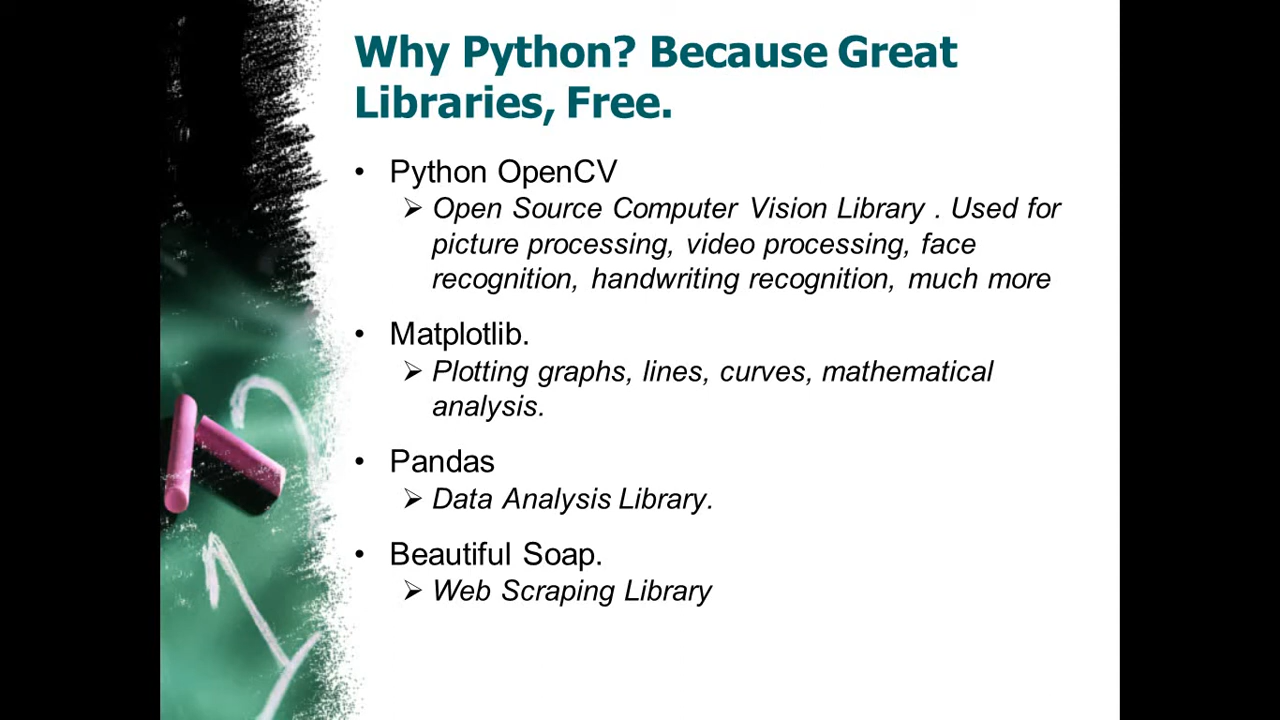 Why Python? Because Great
Libraries, Free.
• Python OpenCV
➢ Open Source Computer Vision Library . Used for
picture processing, video processing, face
recognition, handwriting recognition, much more
• Matplotlib.
➢ Plotting graphs, lines, curves, mathematical
analysis.
• Pandas
➢ Data Analysis Library.
• Beautiful Soap.
➢ Web Scraping Library